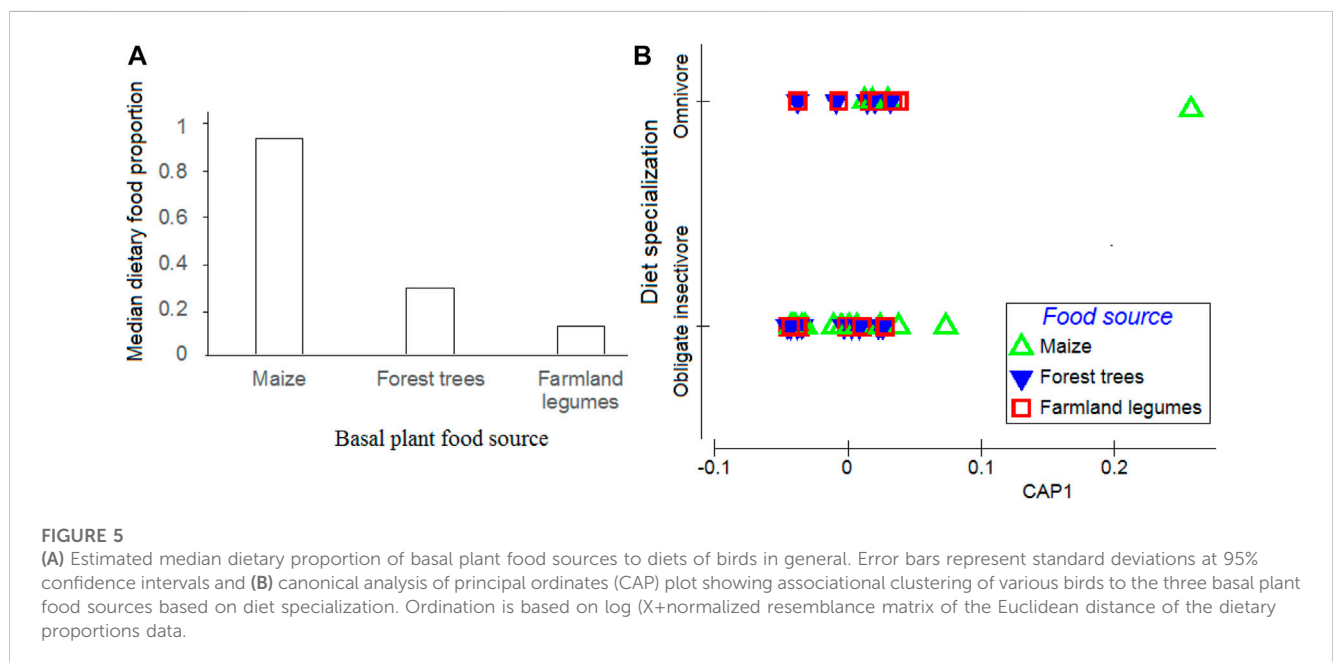 A
Median dietary food proportion
1
0.8
0.6
0.4
0.2
0
Maize
Forest trees
Farmland
legumes
Basal plant food source
B
Diet specialization
Omnivore
Obligate insectivore
Food source
Maize
Forest trees
Farmland legumes
-0.1
0
0.1
0.2
CAP1
FIGURE 5
(A) Estimated median dietary proportion of basal plant food sources to diets of birds in general. Error bars represent standard deviations at 95%
confidence intervals and (B) canonical analysis of principal ordinates (CAP) plot showing associational clustering of various birds to the three basal plant
food sources based on diet specialization. Ordination is based on log (X+normalized resemblance matrix of the Euclidean distance of the dietary
proportions data.